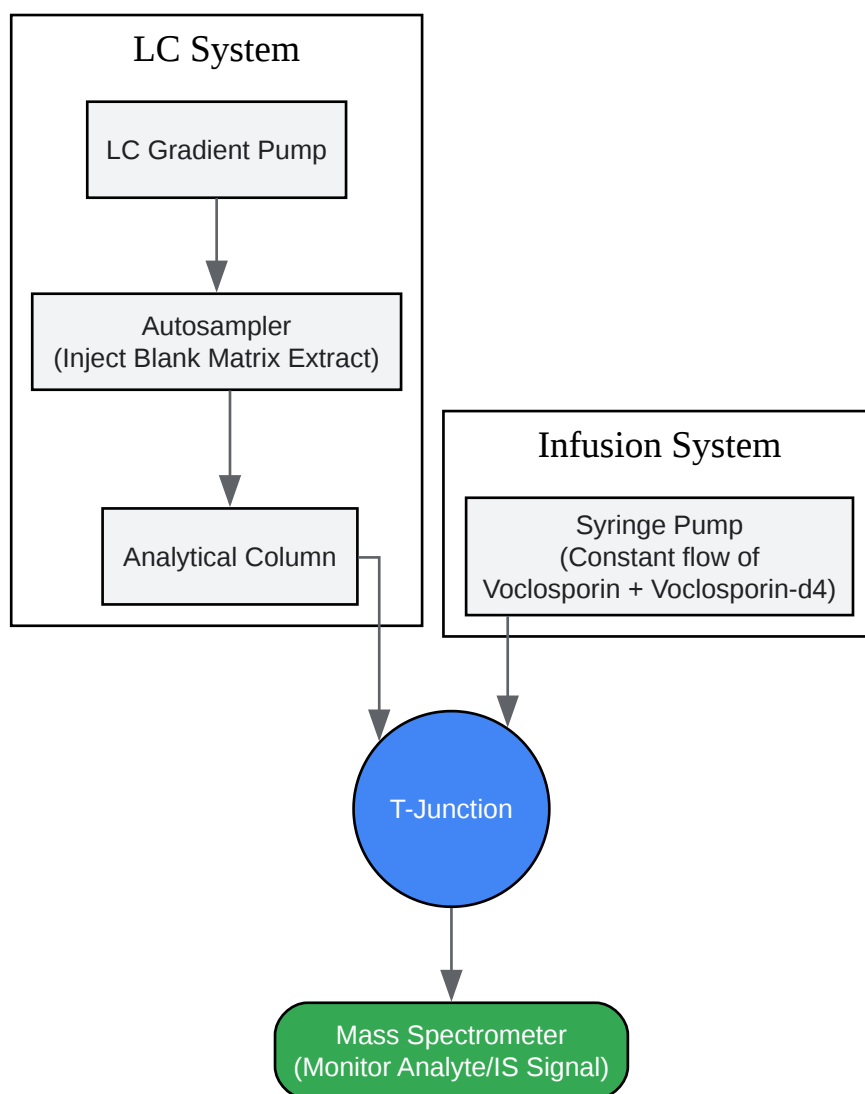 LC System
LC Gradient Pump
Autosampler
(Inject Blank Matrix Extract)
Analytical Column
Infusion System
Syringe Pump
(Constant flow of
Voclosporin + Voclosporin-d4)
T-Junction
Mass Spectrometer
(Monitor Analyte/IS Signal)